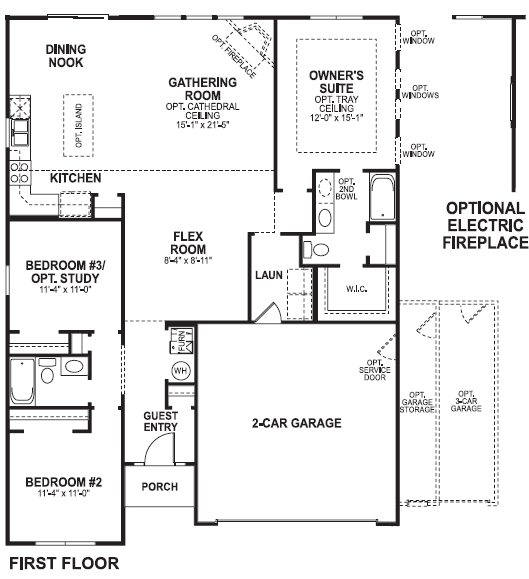 DINING
NOOK
OPT. FIREPLACE
GATHERING
ROOM
OPT. CATHEDRAL
CEILING
15'-1" x 21'-5"
OWNER'S
SUITE
OPT. TRAY
CEILING
12'-0" x 15'-1"
OPT.
WINDOW
OPT.
WINDOWS
OPT.
WINDOW
OPT. ISLAND
KITCHEN
OPT.
2ND
BOWL
OPTIONAL
ELECTRIC
FIREPLACE
FLEX
ROOM
8'-4" x 8'-11"
BEDROOM #3/
OPT. STUDY
11'-4" x 11'-0"
LAUN
W.I.C.
FURN
WH
OPT.
SERVICE
DOOR
OPT.
GARAGE
STORAGE
OPT.
3-CAR
GARAGE
GUEST
ENTRY
2-CAR GARAGE
BEDROOM #2
11'-4" x 11'-0"
PORCH
FIRST FLOOR